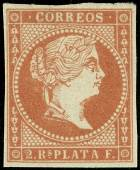 CORREOS
2.Rˢ PLATA F.